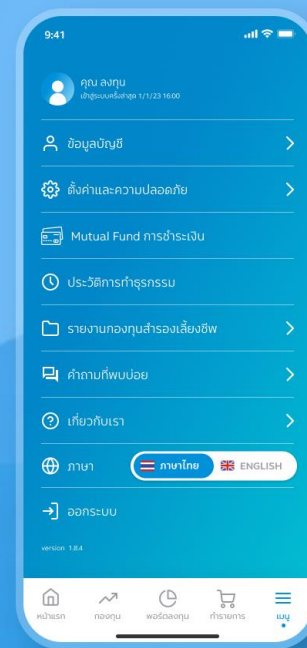 9:41
คุณ ลงทุน
เข้าสู่ระบบครั้งล่าสุด 1/1/23 16:00
ข้อมูลบัญชี
ตั้งค่าและความปลอดภัย
Mutual Fund การชำระเงิน
ประวัติการทำธุรกรรม
รายงานกองทุนสำรองเลี้ยงชีพ
คำถามที่พบบ่อย
เกี่ยวกับเรา
ภาษา ภาษาไทย ENGLISH
ออกระบบ
version 1.8.4
หน้าแรก กองทุน พอร์ตลงทุน ทำรายการ เมนู